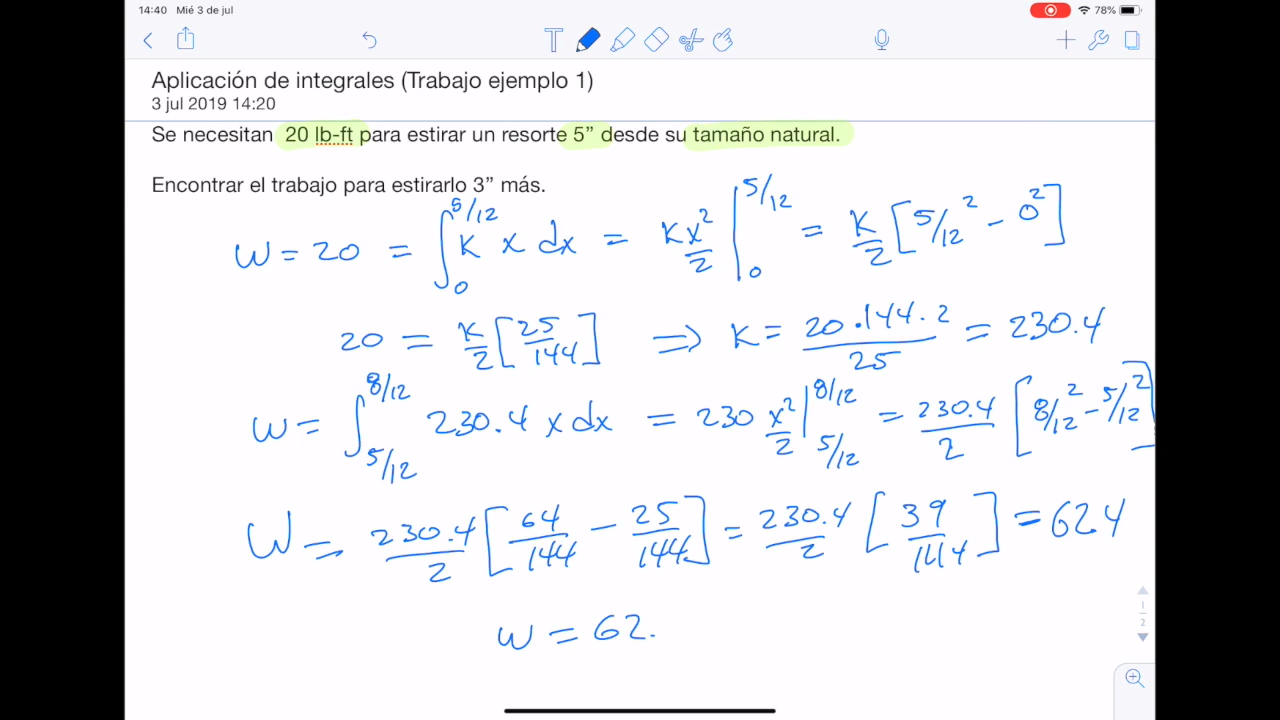 14:40 Mié 3 de jul
78%
T
Aplicación de integrales (Trabajo ejemplo 1)
3 jul 2019 14:20
Se necesitan 20 lb-ft para estirar un resorte 5” desde su tamaño natural.
Encontrar el trabajo para estirarlo 3” más.
W = 20 = ∫₀^{5/12} K x dx = Kx²/2 |₀^{5/12} = K/2 [5/12² - 0²]
20 = K/2 [25/144] ⇒ K = 20·144·2/25 = 230.4
W = ∫_{5/12}^{8/12} 230.4 x dx = 230 x²/2 |_{5/12}^{8/12} = 230.4/2 [8/12² - 5/12²]
W = 230.4/2 [64/144 - 25/144] = 230.4/2 [39/144] = 624
W = 62.
1
2